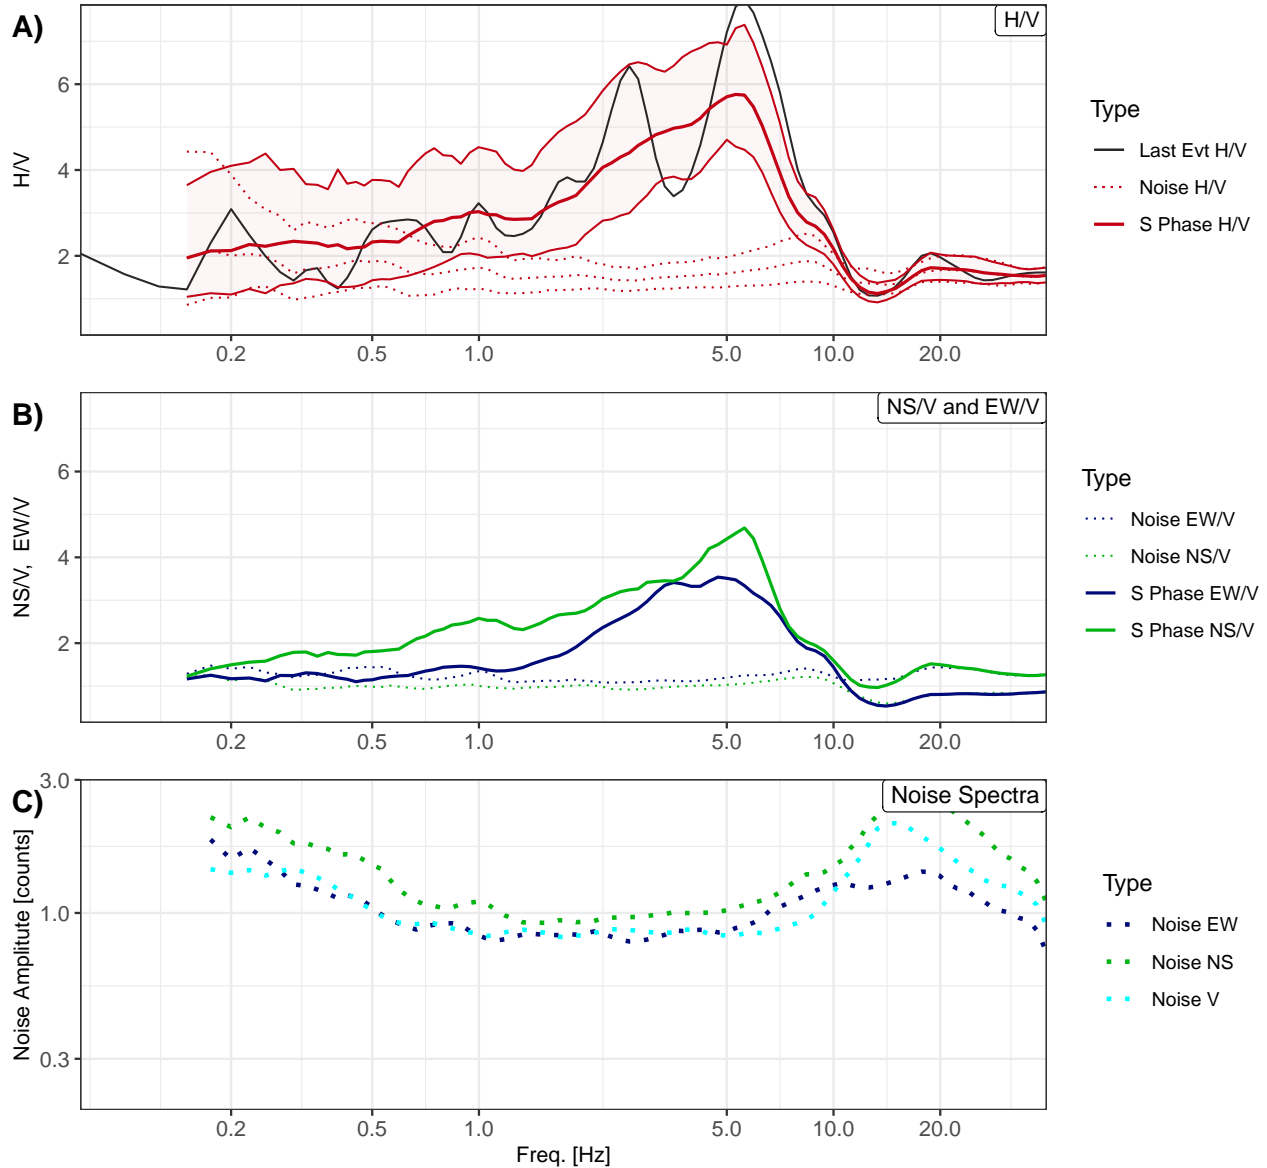 A)
H/V
H/V
6
4
2
0.2 0.5 1.0 5.0 10.0 20.0
Type
Last Evt H/V
Noise H/V
S Phase H/V
B)
NS/V and EW/V
NS/V, EW/V
6
4
2
0.2 0.5 1.0 5.0 10.0 20.0
Type
Noise EW/V
Noise NS/V
S Phase EW/V
S Phase NS/V
C)
Noise Spectra
Noise Amplitude [counts]
3.0
1.0
0.3
0.2 0.5 1.0 5.0 10.0 20.0
Freq. [Hz]
Type
Noise EW
Noise NS
Noise V